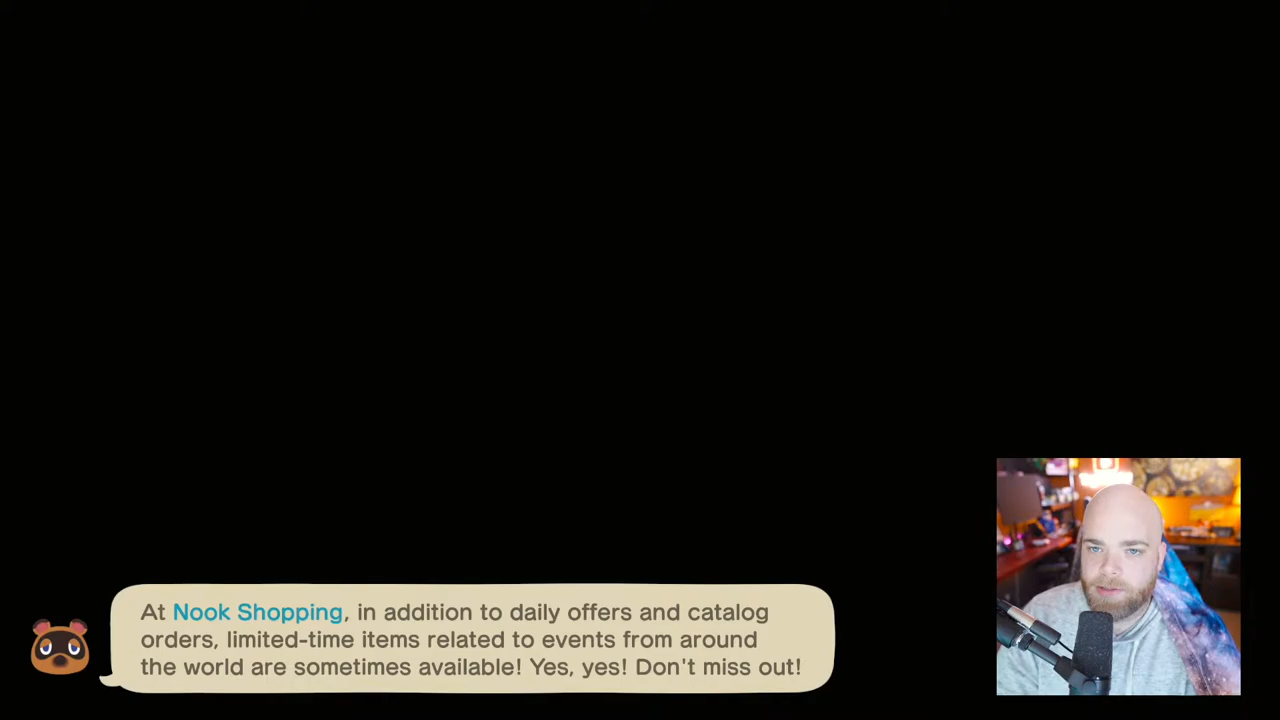 At Nook Shopping, in addition to daily offers and catalog
orders, limited-time items related to events from around
the world are sometimes available! Yes, yes! Don't miss out!